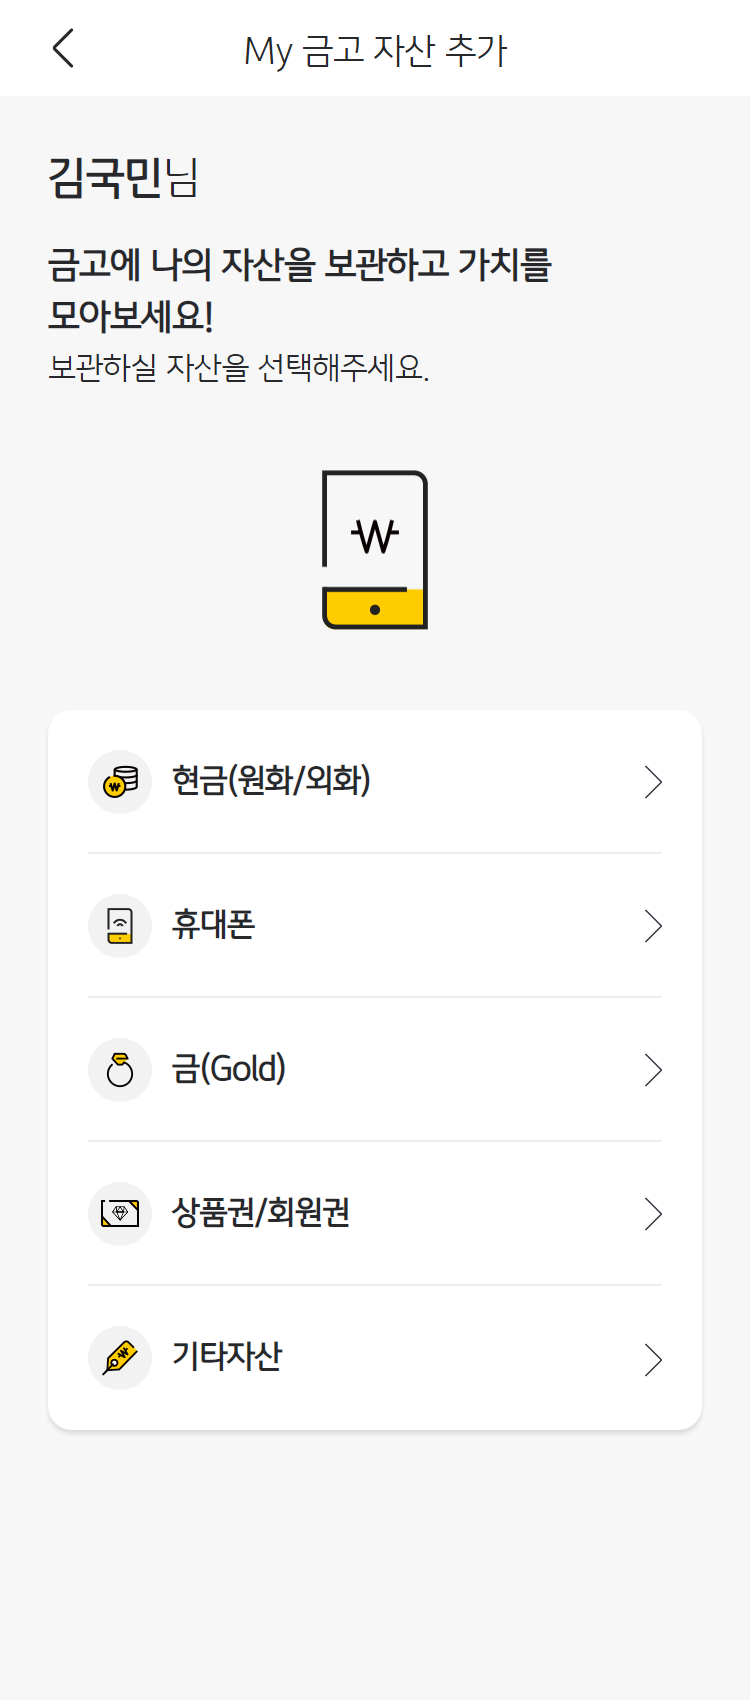 My 금고 자산 추가
김국민님
금고에 나의 자산을 보관하고 가치를
모아보세요!
보관하실 자산을 선택해주세요.
₩
현금(원화/외화)
휴대폰
금(Gold)
상품권/회원권
기타자산